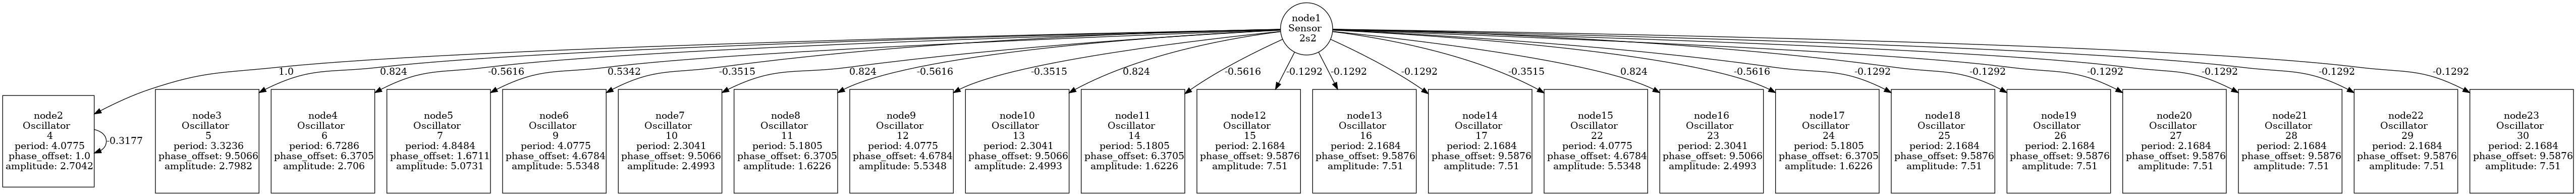 node1
Sensor
2s2
1.0
0.824
-0.5616
0.5342
-0.3515
0.824
-0.5616
-0.3515
0.824
-0.5616
-0.1292
-0.1292
-0.1292
-0.3515
0.824
-0.5616
-0.1292
-0.1292
-0.1292
-0.1292
-0.1292
-0.1292
node2
Oscillator
4
period: 4.0775
phase_offset: 1.0
amplitude: 2.7042
-0.3177
node3
Oscillator
5
period: 3.3236
phase_offset: 9.5066
amplitude: 2.7982
node4
Oscillator
6
period: 6.7286
phase_offset: 6.3705
amplitude: 2.706
node5
Oscillator
7
period: 4.8484
phase_offset: 1.6711
amplitude: 5.0731
node6
Oscillator
9
period: 4.0775
phase_offset: 4.6784
amplitude: 5.5348
node7
Oscillator
10
period: 2.3041
phase_offset: 9.5066
amplitude: 2.4993
node8
Oscillator
11
period: 5.1805
phase_offset: 6.3705
amplitude: 1.6226
node9
Oscillator
12
period: 4.0775
phase_offset: 4.6784
amplitude: 5.5348
node10
Oscillator
13
period: 2.3041
phase_offset: 9.5066
amplitude: 2.4993
node11
Oscillator
14
period: 5.1805
phase_offset: 6.3705
amplitude: 1.6226
node12
Oscillator
15
period: 2.1684
phase_offset: 9.5876
amplitude: 7.51
node13
Oscillator
16
period: 2.1684
phase_offset: 9.5876
amplitude: 7.51
node14
Oscillator
17
period: 2.1684
phase_offset: 9.5876
amplitude: 7.51
node15
Oscillator
22
period: 4.0775
phase_offset: 4.6784
amplitude: 5.5348
node16
Oscillator
23
period: 2.3041
phase_offset: 9.5066
amplitude: 2.4993
node17
Oscillator
24
period: 5.1805
phase_offset: 6.3705
amplitude: 1.6226
node18
Oscillator
25
period: 2.1684
phase_offset: 9.5876
amplitude: 7.51
node19
Oscillator
26
period: 2.1684
phase_offset: 9.5876
amplitude: 7.51
node20
Oscillator
27
period: 2.1684
phase_offset: 9.5876
amplitude: 7.51
node21
Oscillator
28
period: 2.1684
phase_offset: 9.5876
amplitude: 7.51
node22
Oscillator
29
period: 2.1684
phase_offset: 9.5876
amplitude: 7.51
node23
Oscillator
30
period: 2.1684
phase_offset: 9.5876
amplitude: 7.51